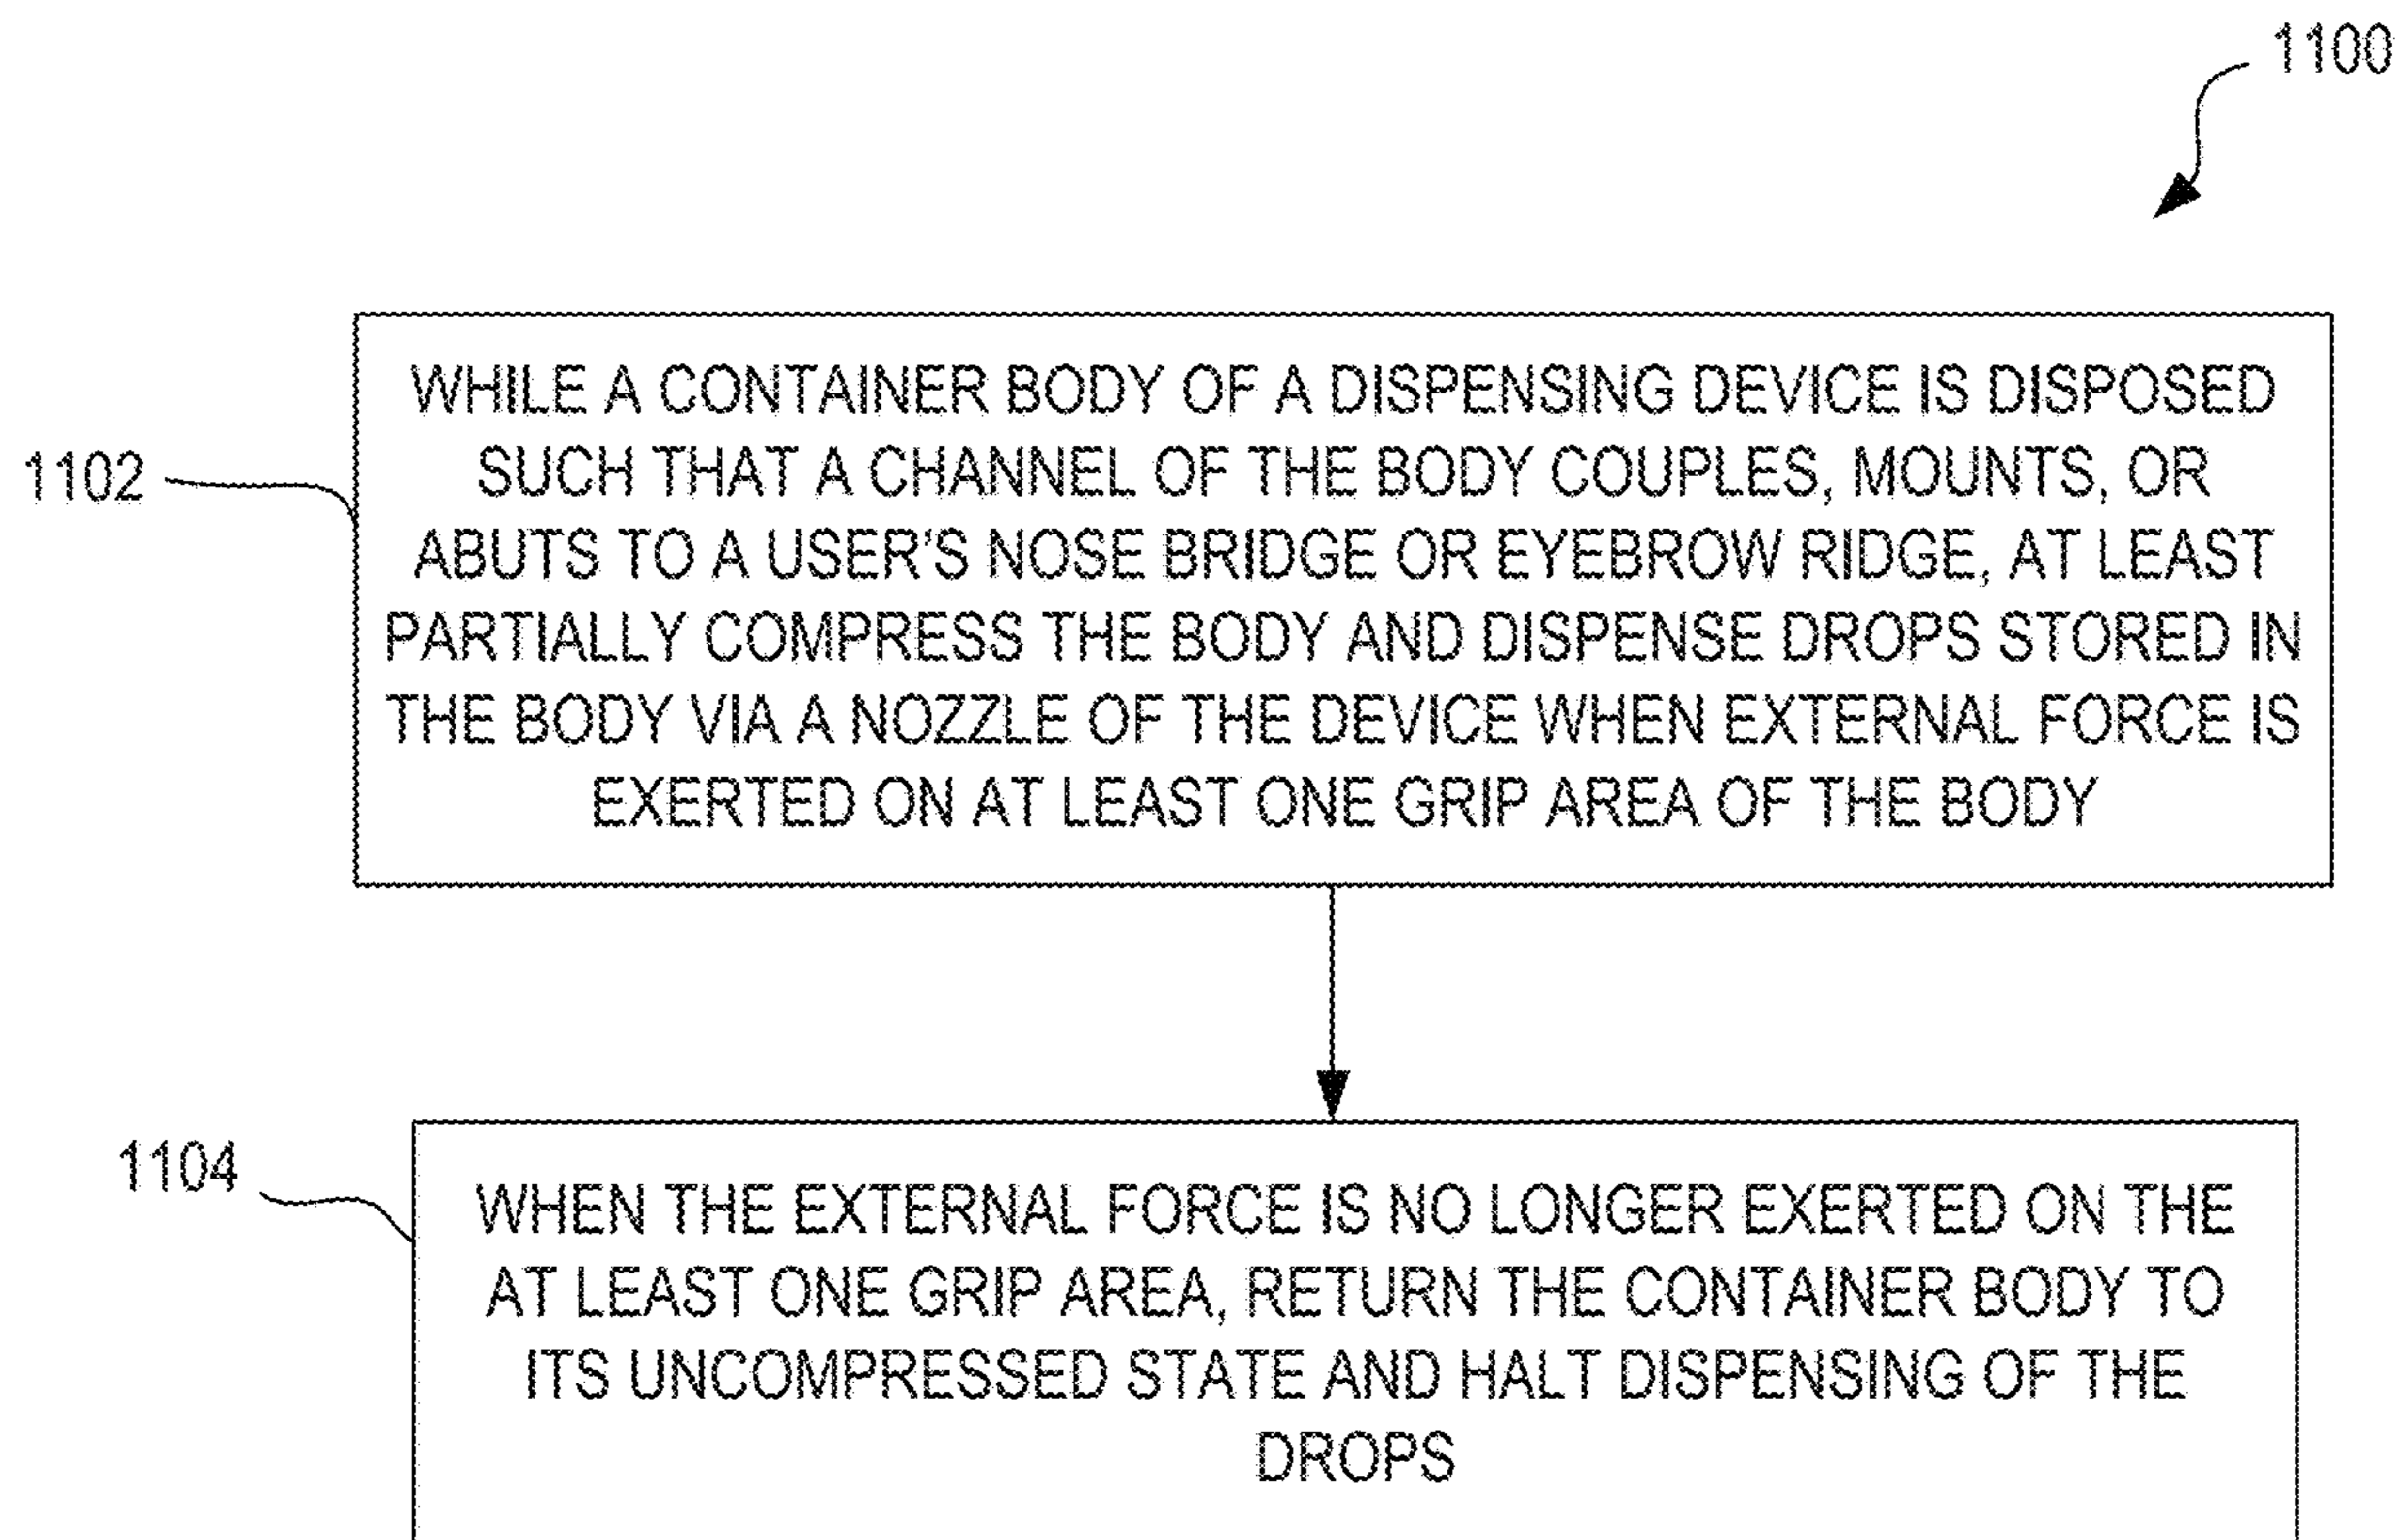 1100
1102
WHILE A CONTAINER BODY OF A DISPENSING DEVICE IS DISPOSED
SUCH THAT A CHANNEL OF THE BODY COUPLES, MOUNTS, OR
ABUTS TO A USER'S NOSE BRIDGE OR EYEBROW RIDGE, AT LEAST
PARTIALLY COMPRESS THE BODY AND DISPENSE DROPS STORED IN
THE BODY VIA A NOZZLE OF THE DEVICE WHEN EXTERNAL FORCE IS
EXERTED ON AT LEAST ONE GRIP AREA OF THE BODY
1104
WHEN THE EXTERNAL FORCE IS NO LONGER EXERTED ON THE
AT LEAST ONE GRIP AREA, RETURN THE CONTAINER BODY TO
ITS UNCOMPRESSED STATE AND HALT DISPENSING OF THE
DROPS